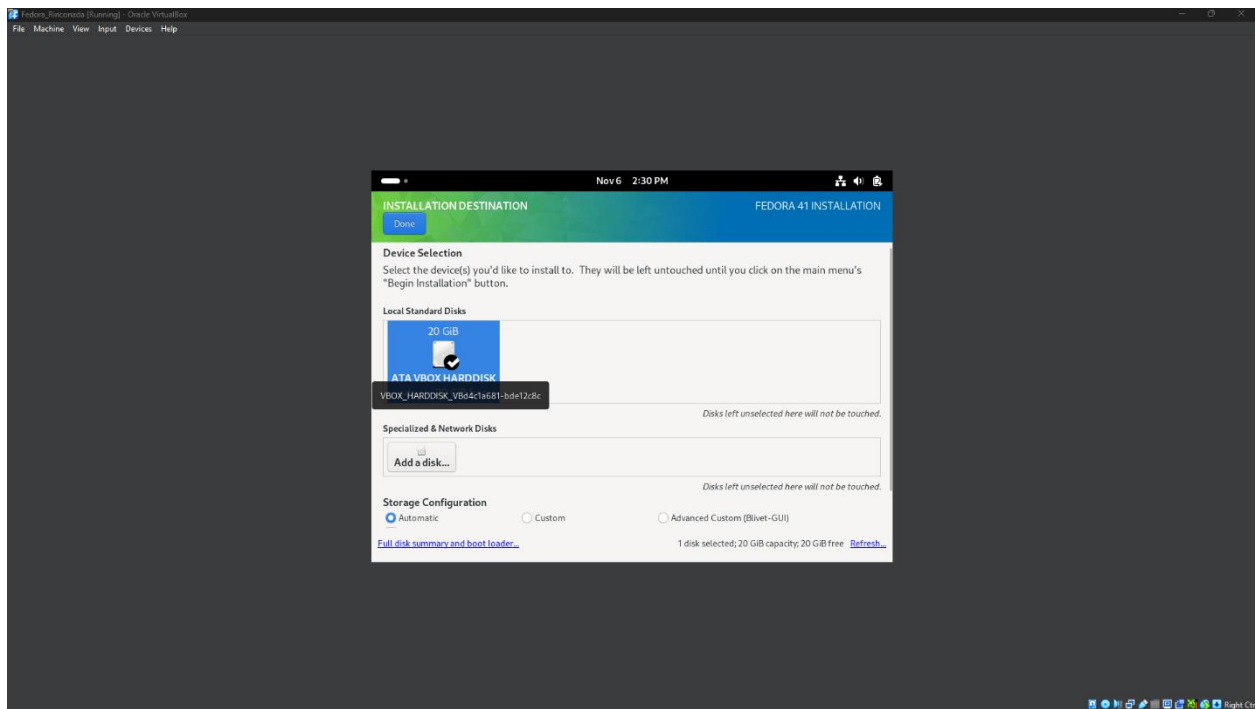 Fedora_Rinconada [Running] - Oracle VirtualBox
File Machine View Input Devices Help
Nov 6 2:30 PM
INSTALLATION DESTINATION
FEDORA 41 INSTALLATION
Done
Device Selection
Select the device(s) you'd like to install to. They will be left untouched until you click on the main menu's
"Begin Installation" button.
Local Standard Disks
20 GiB
ATA VBOX HARDDISK
VBOX_HARDDISK_VBd4c1a681-bde12c8c
Disks left unselected here will not be touched.
Specialized & Network Disks
Add a disk...
Disks left unselected here will not be touched.
Storage Configuration
Automatic Custom Advanced Custom (Blivet-GUI)
Full disk summary and boot loader... 1 disk selected; 20 GiB capacity; 20 GiB free Refresh...
Right Ctrl